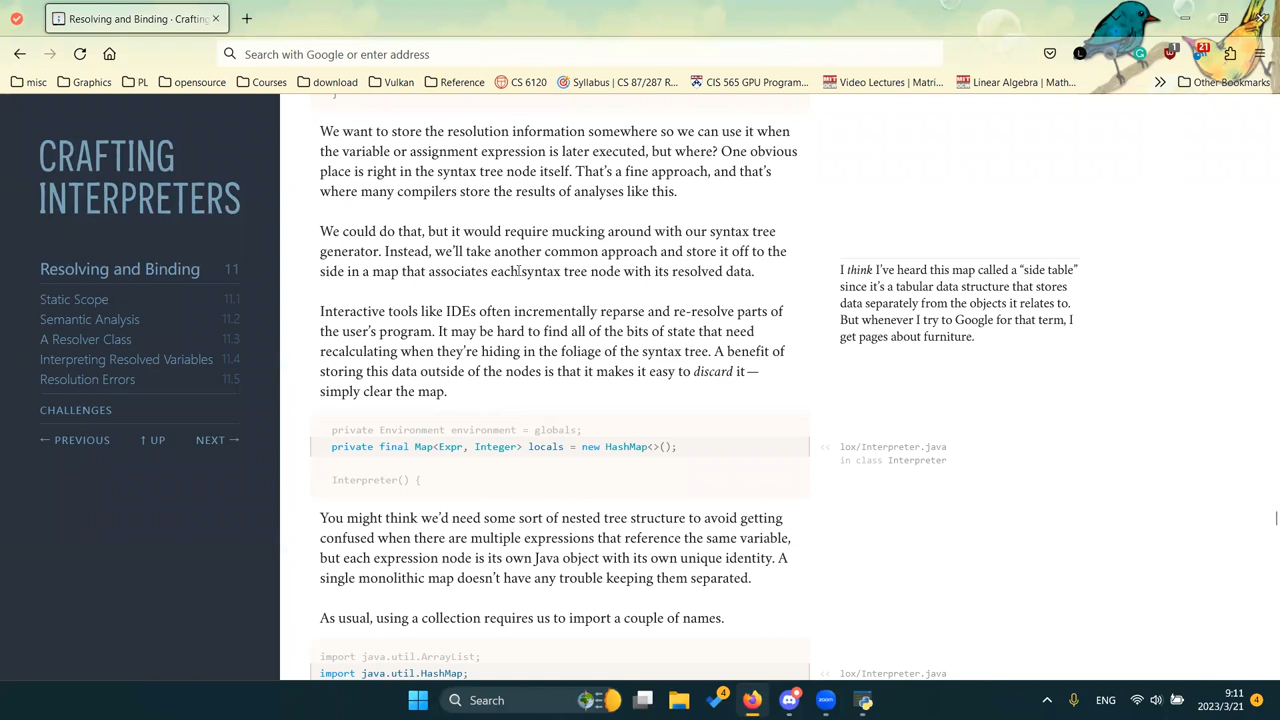 Resolving and Binding · Crafting
Search with Google or enter address
1
21
misc
Graphics
PL
opensource
Courses
download
Vulkan
Reference
CS 6120
Syllabus | CS 87/287 R...
CIS 565 GPU Program...
Video Lectures | Matri...
Linear Algebra | Math...
Other Bookmarks
CRAFTING
INTERPRETERS
Resolving and Binding 11
Static Scope 11.1
Semantic Analysis 11.2
A Resolver Class 11.3
Interpreting Resolved Variables 11.4
Resolution Errors 11.5
CHALLENGES
← PREVIOUS ↑ UP NEXT →
}
We want to store the resolution information somewhere so we can use it when
the variable or assignment expression is later executed, but where? One obvious
place is right in the syntax tree node itself. That’s a fine approach, and that’s
where many compilers store the results of analyses like this.
We could do that, but it would require mucking around with our syntax tree
generator. Instead, we’ll take another common approach and store it off to the
side in a map that associates each syntax tree node with its resolved data.
I think I’ve heard this map called a “side table”
since it’s a tabular data structure that stores
data separately from the objects it relates to.
But whenever I try to Google for that term, I
get pages about furniture.
Interactive tools like IDEs often incrementally reparse and re-resolve parts of
the user’s program. It may be hard to find all of the bits of state that need
recalculating when they’re hiding in the foliage of the syntax tree. A benefit of
storing this data outside of the nodes is that it makes it easy to discard it—
simply clear the map.
private Environment environment = globals;
private final Map<Expr, Integer> locals = new HashMap<>();
Interpreter() {
<< lox/Interpreter.java
in class Interpreter
You might think we’d need some sort of nested tree structure to avoid getting
confused when there are multiple expressions that reference the same variable,
but each expression node is its own Java object with its own unique identity. A
single monolithic map doesn’t have any trouble keeping them separated.
As usual, using a collection requires us to import a couple of names.
import java.util.ArrayList;
import java.util.HashMap;
<< lox/Interpreter.java
Search
4
zoom
ENG
9:11
2023/3/21
4